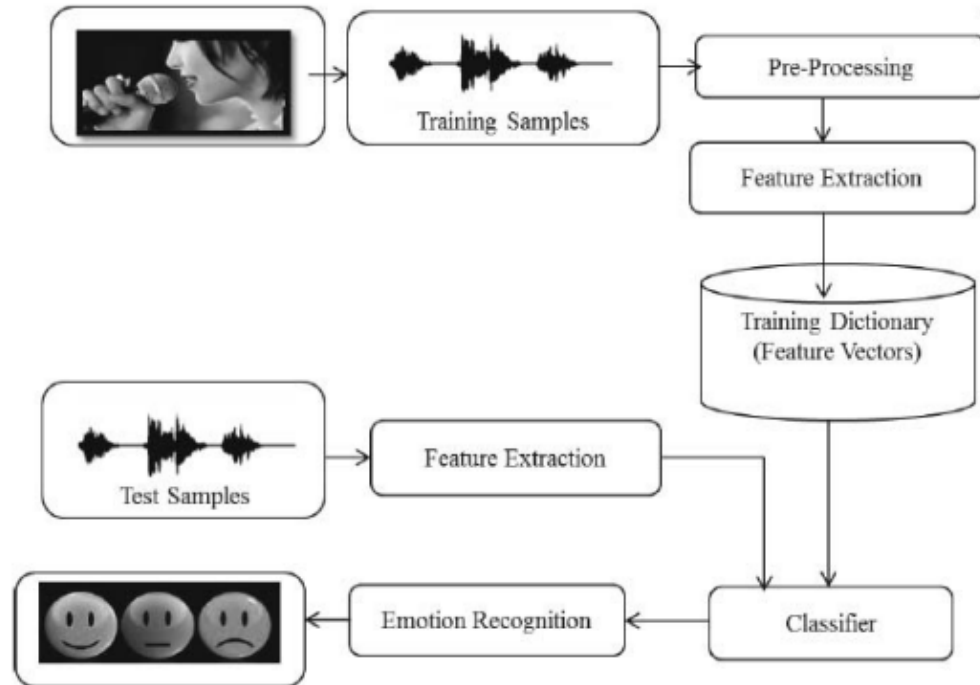 Training Samples
Pre-Processing
Feature Extraction
Training Dictionary
(Feature Vectors)
Test Samples
Feature Extraction
Classifier
Emotion Recognition